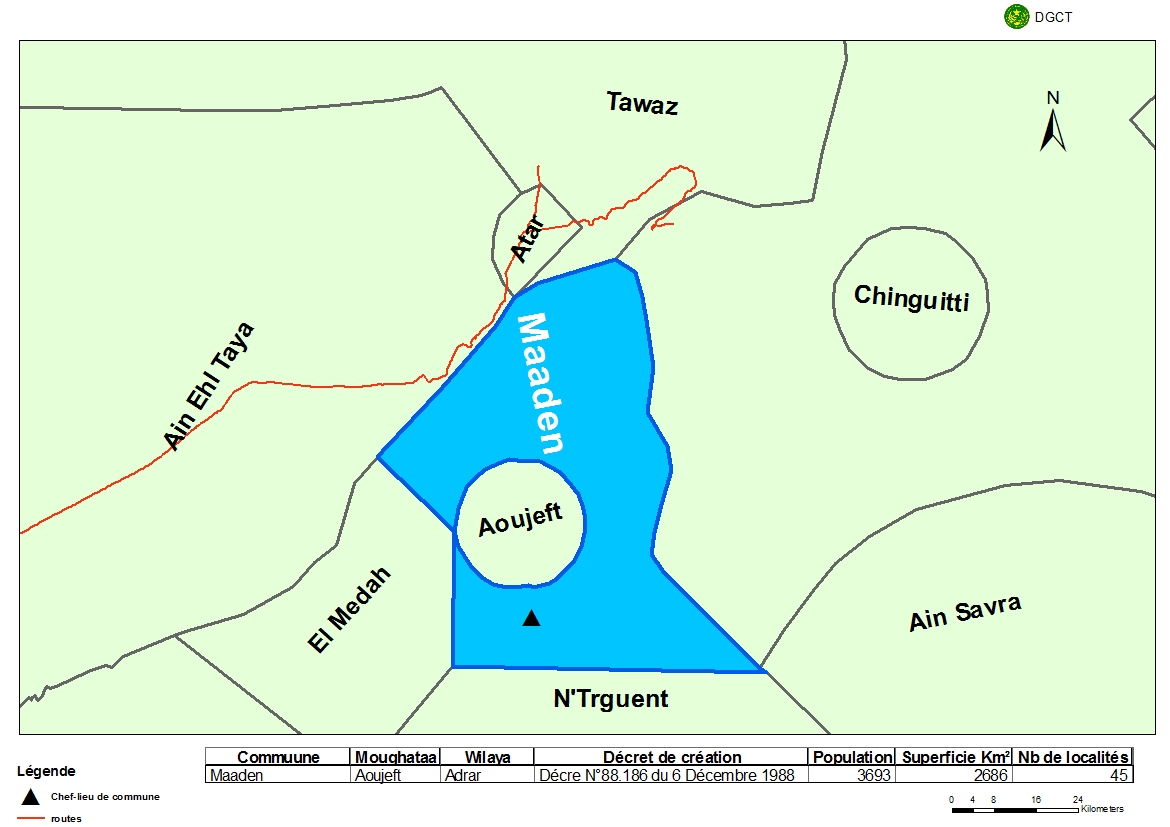 DGCT
Tawaz
N
Atar
Chinguitti
Maaden
Ain Ehl Taya
Aoujeft
El Medah
Ain Savra
N'Trguent
Commuune Moughataa Wilaya Décret de création Population Superficie Km² Nb de localités
Maaden Aoujeft Adrar Décre N°88.186 du 6 Décembre 1988 3693 2686 45
Légende
Chef-lieu de commune
routes
0 4 8 16 24
Kilometers